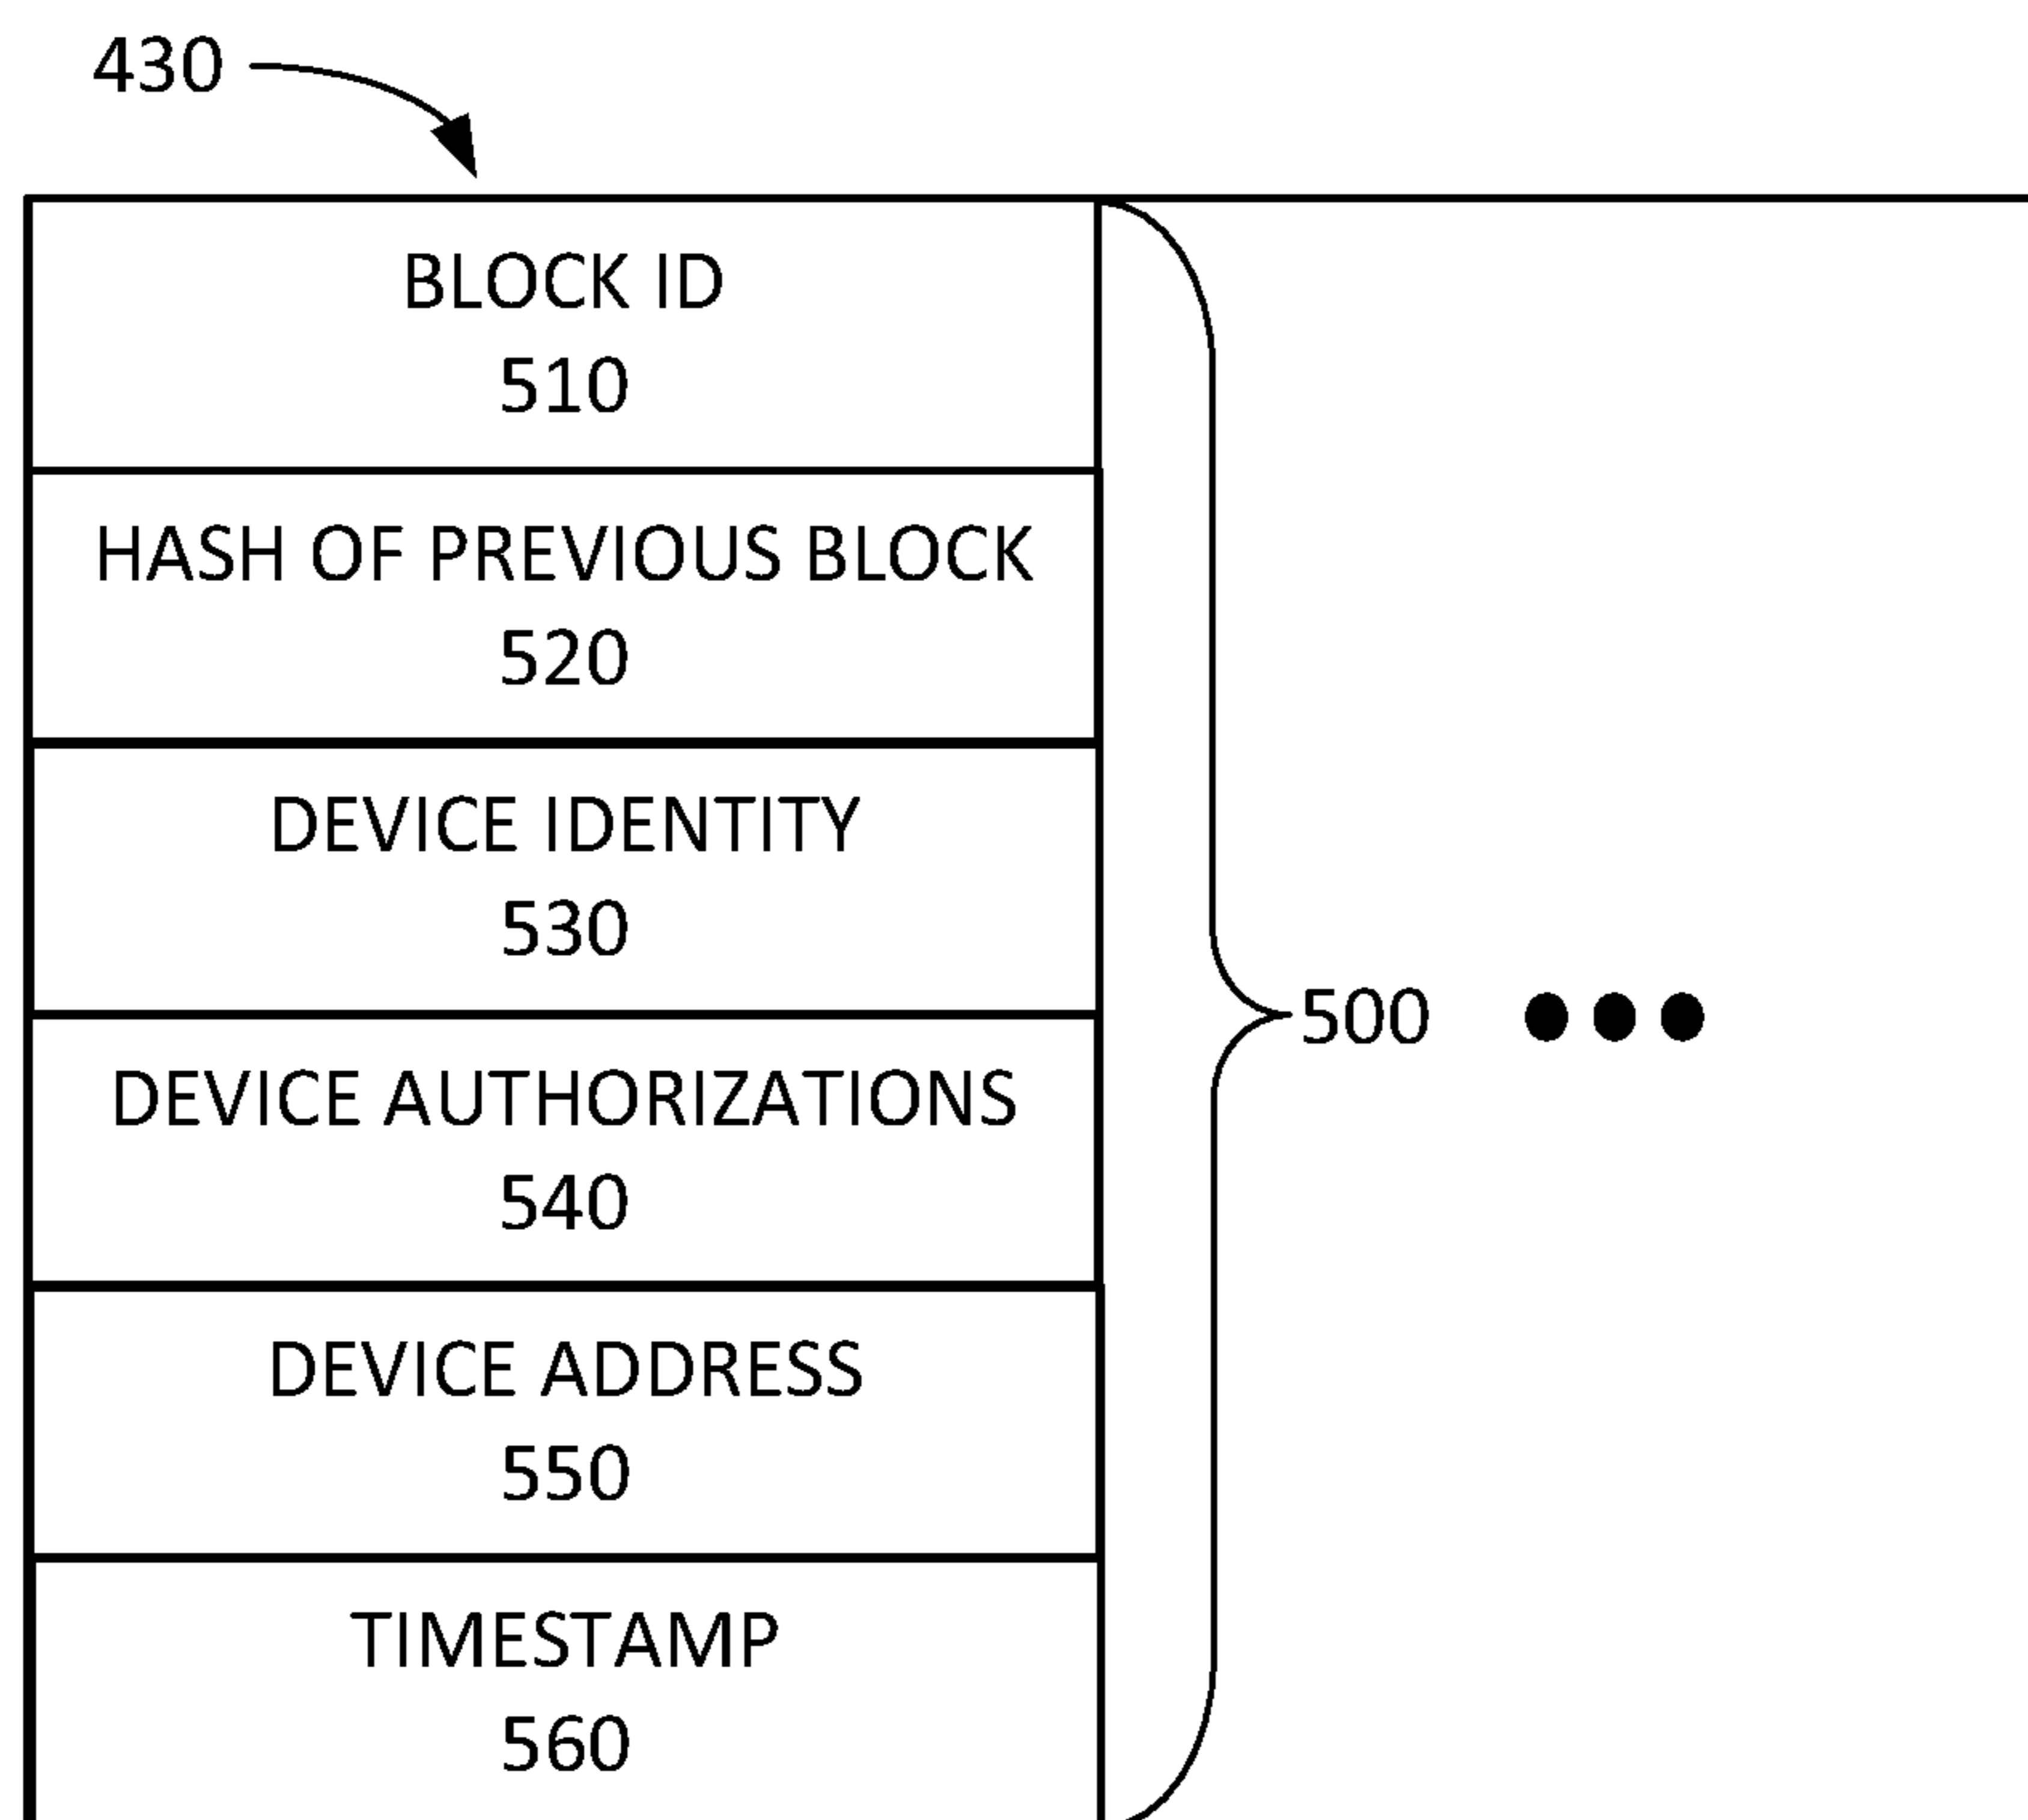 430
BLOCK ID
510
HASH OF PREVIOUS BLOCK
520
DEVICE IDENTITY
530
500
DEVICE AUTHORIZATIONS
540
DEVICE ADDRESS
550
TIMESTAMP
560